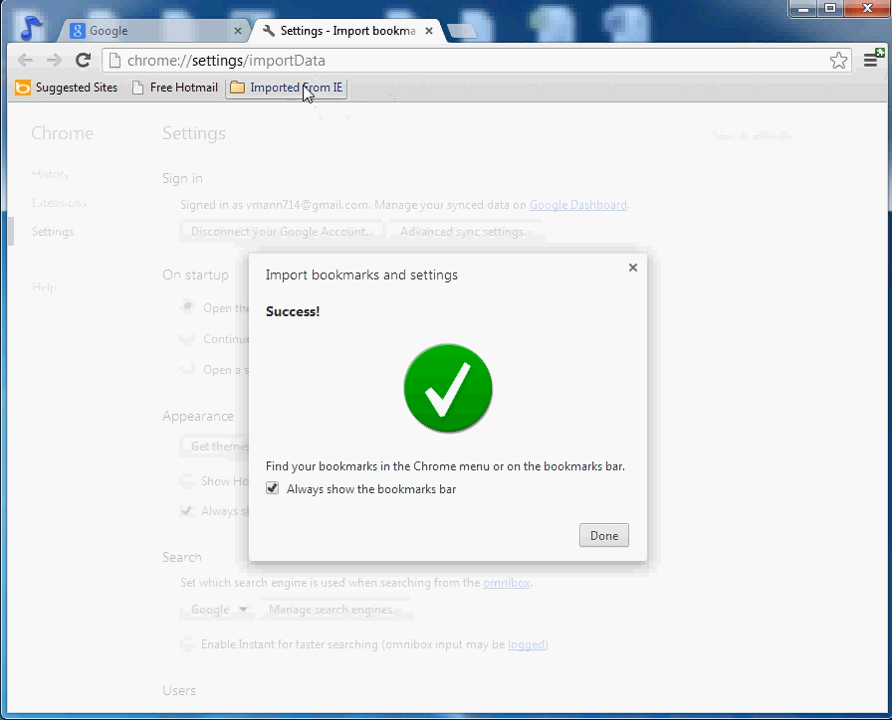 Google
Settings - Import bookma
chrome://settings/importData
Suggested Sites
Free Hotmail
Imported From IE
Chrome
Settings
History
Extensions
Settings
Help
Sign in
Signed in as vmann714@gmail.com. Manage your synced data on Google Dashboard.
Disconnect your Google Account...
Advanced sync settings...
On startup
Open the
Continu
Open a s
Appearance
Get themes
Show Ho
Always sh
Import bookmarks and settings
Success!
Find your bookmarks in the Chrome menu or on the bookmarks bar.
Always show the bookmarks bar
Done
Search
Set which search engine is used when searching from the omnibox.
Google
Manage search engines...
Enable Instant for faster searching (omnibox input may be logged)
Users